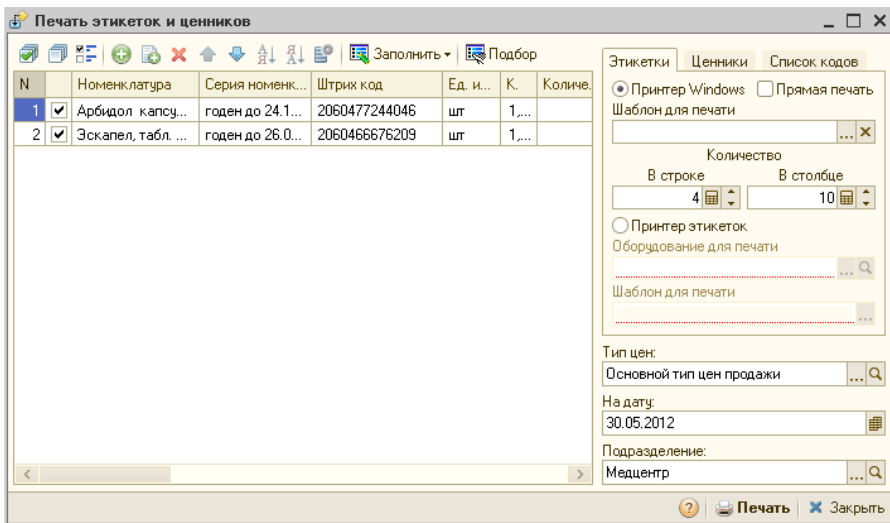 Печать этикеток и ценников
Заполнить Подбор
N Номенклатура Серия номенк... Штрих код Ед. и... К. Количе.
1 Арбидол капсу... годен до 24.1... 2060477244046 шт 1,...
2 Эскапел, табл. ... годен до 26.0... 2060466676209 шт 1,...
Этикетки Ценники Список кодов
Принтер Windows Прямая печать
Шаблон для печати
...
Количество
В строке В столбце
4 10
Принтер этикеток
Оборудование для печати
...
Шаблон для печати
...
Тип цен:
Основной тип цен продажи ...
На дату:
30.05.2012
Подразделение:
Медцентр ...
? Печать Закрыть